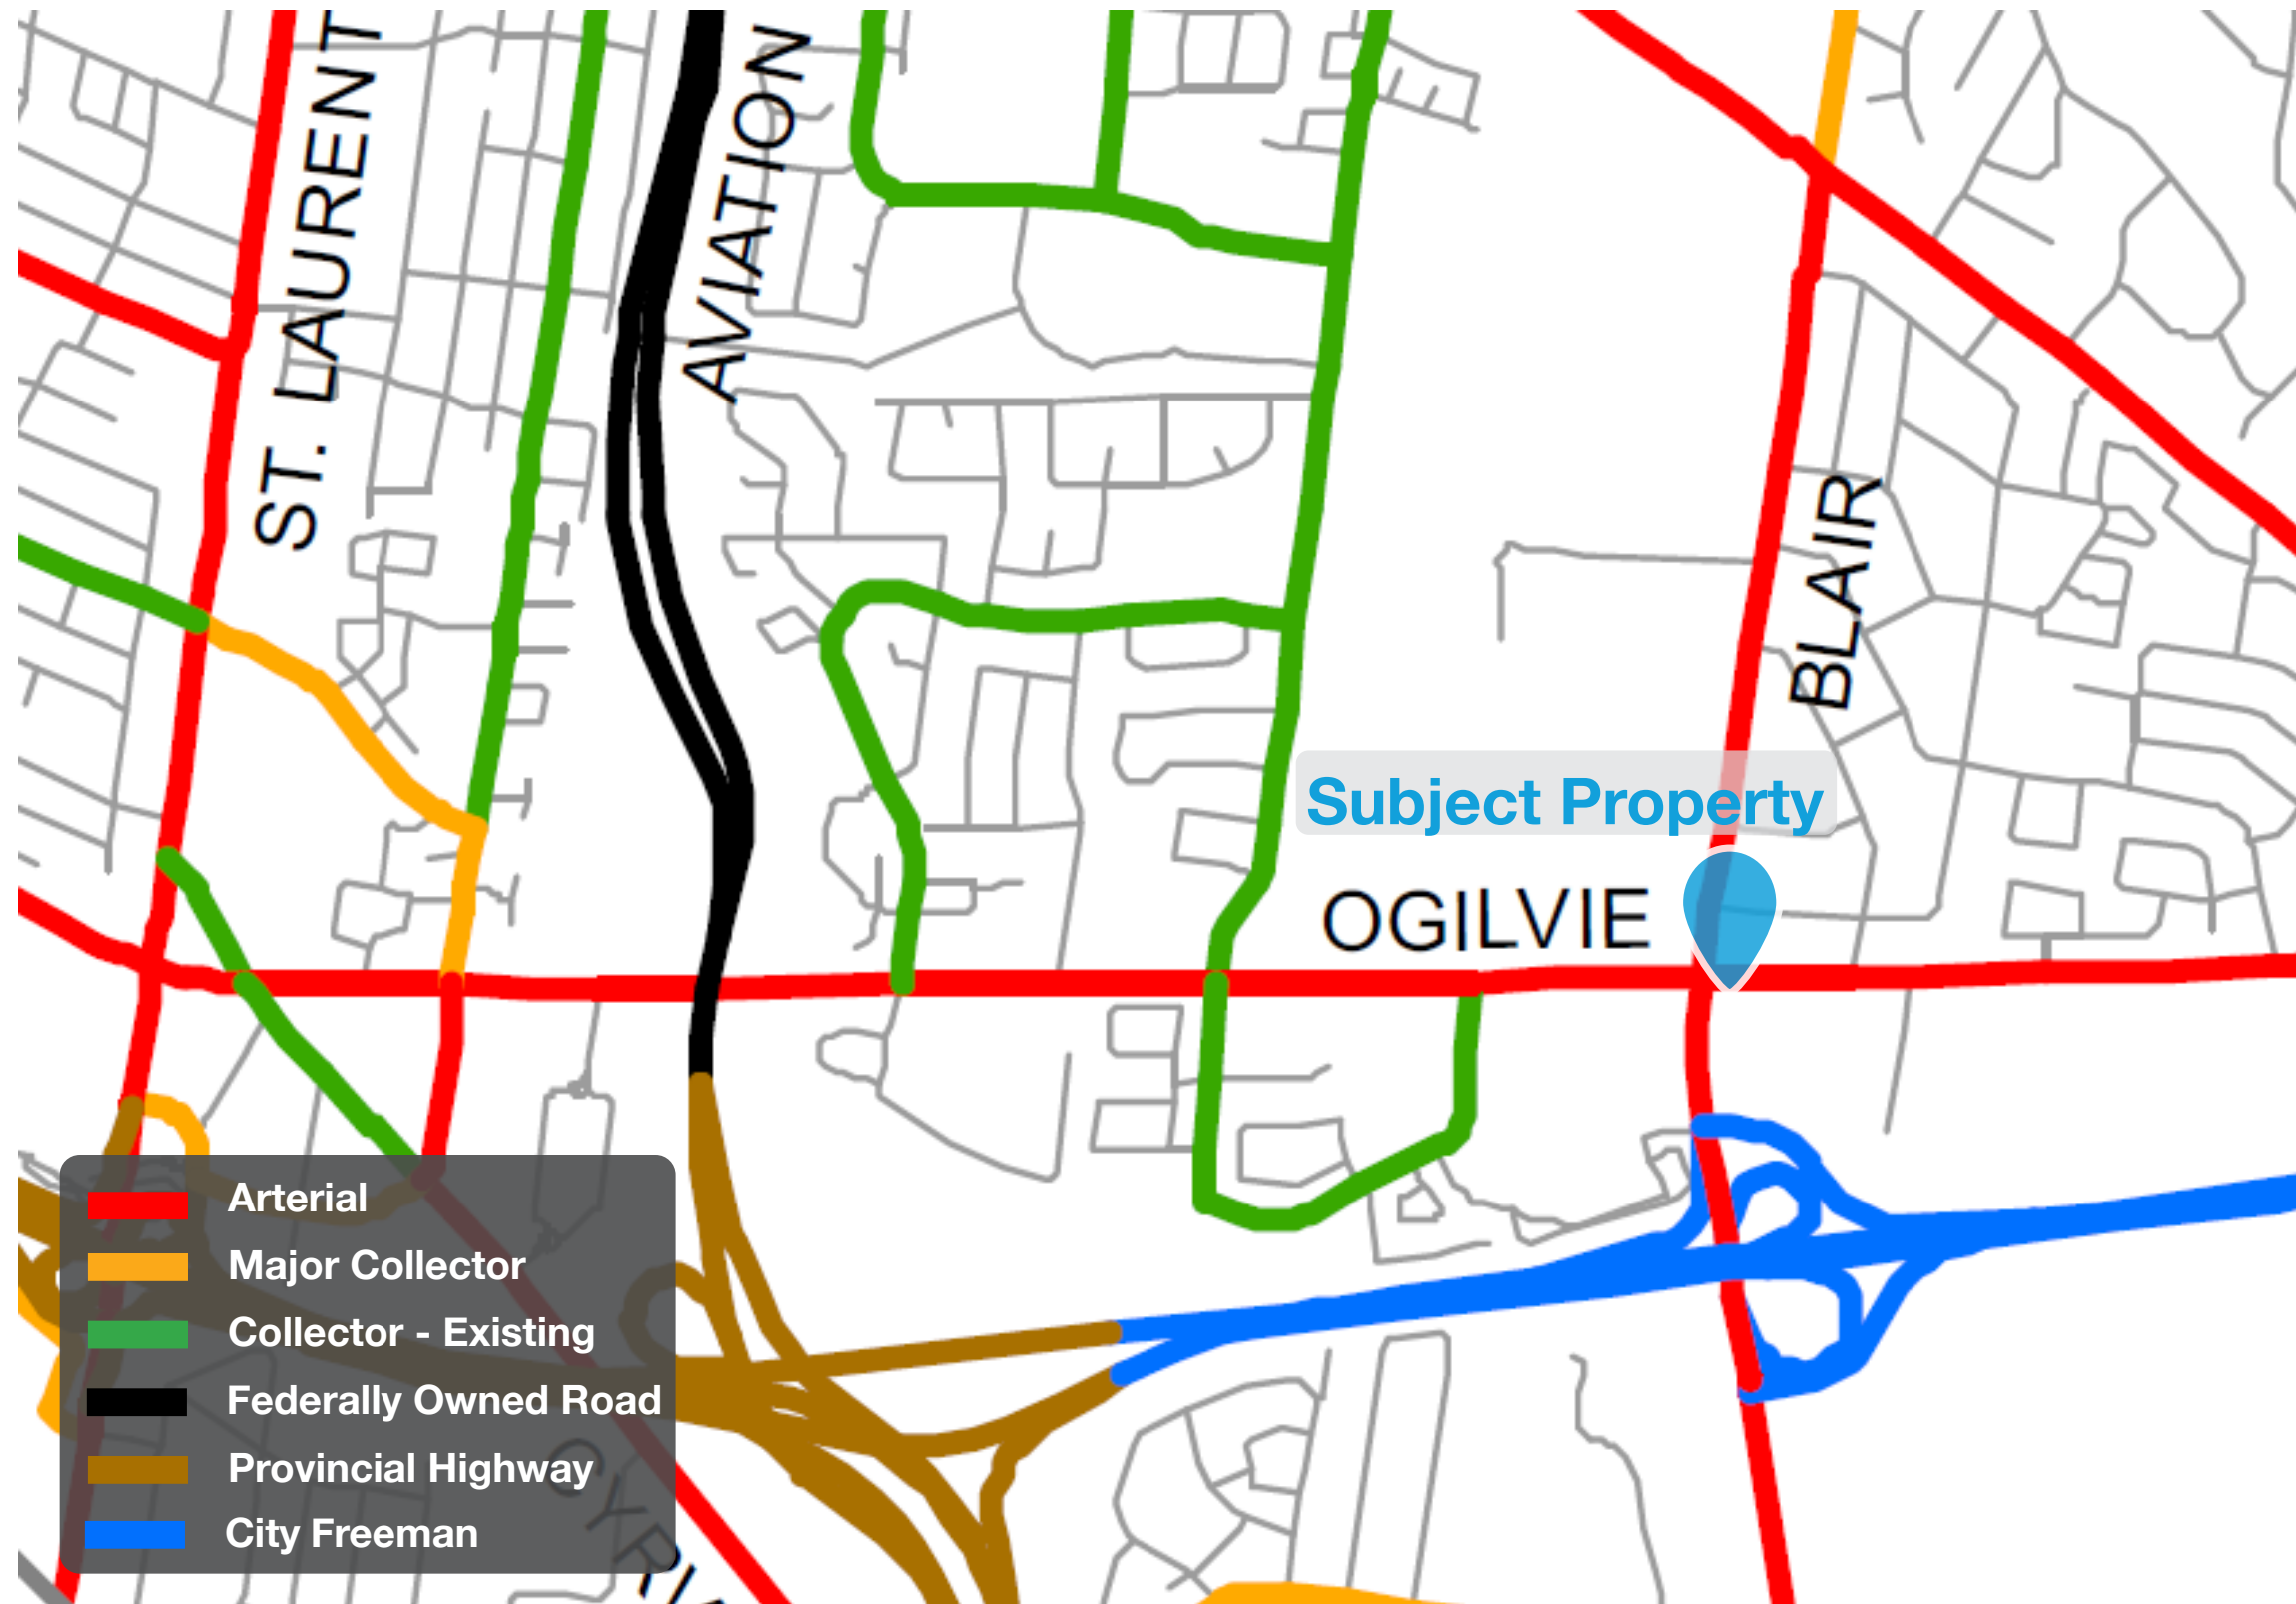 ST. LAURENT
AVIATION
BLAIR
Subject Property
OGILVIE
Arterial
Major Collector
Collector - Existing
Federally Owned Road
Provincial Highway
City Freeman